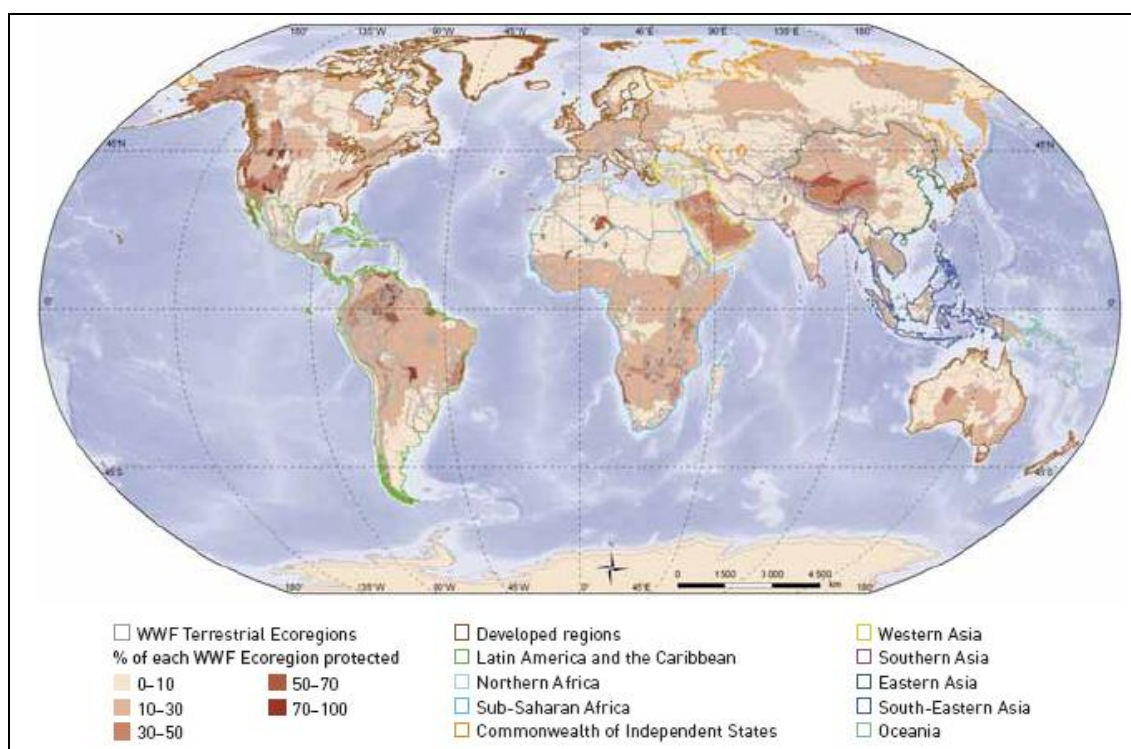 180° 135°W 90°W 45°W 0° 45°E 90°E 135°E 180°
45°N 45°N
0° 0°
45°S 45°S
0 1 500 3 000 4 500
km
180° 135°W 90°W 45°W 0° 45°E 90°E 135°E 180°
WWF Terrestrial Ecoregions
% of each WWF Ecoregion protected
0–10
10–30
30–50
50–70
70–100
Developed regions
Latin America and the Caribbean
Northern Africa
Sub-Saharan Africa
Commonwealth of Independent States
Western Asia
Southern Asia
Eastern Asia
South-Eastern Asia
Oceania